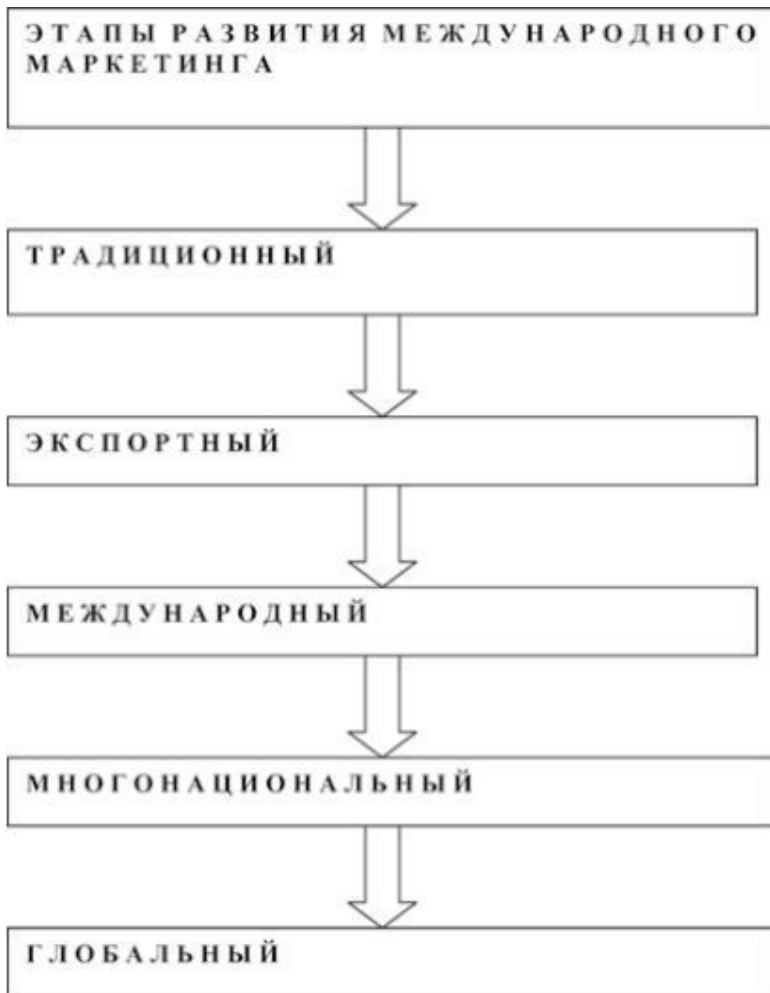 ЭТАПЫ РАЗВИТИЯ МЕЖДУНАРОДНОГО
МАРКЕТИНГА
ТРАДИЦИОННЫЙ
ЭКСПОРТНЫЙ
МЕЖДУНАРОДНЫЙ
МНОГОНАЦИОНАЛЬНЫЙ
ГЛОБАЛЬНЫЙ